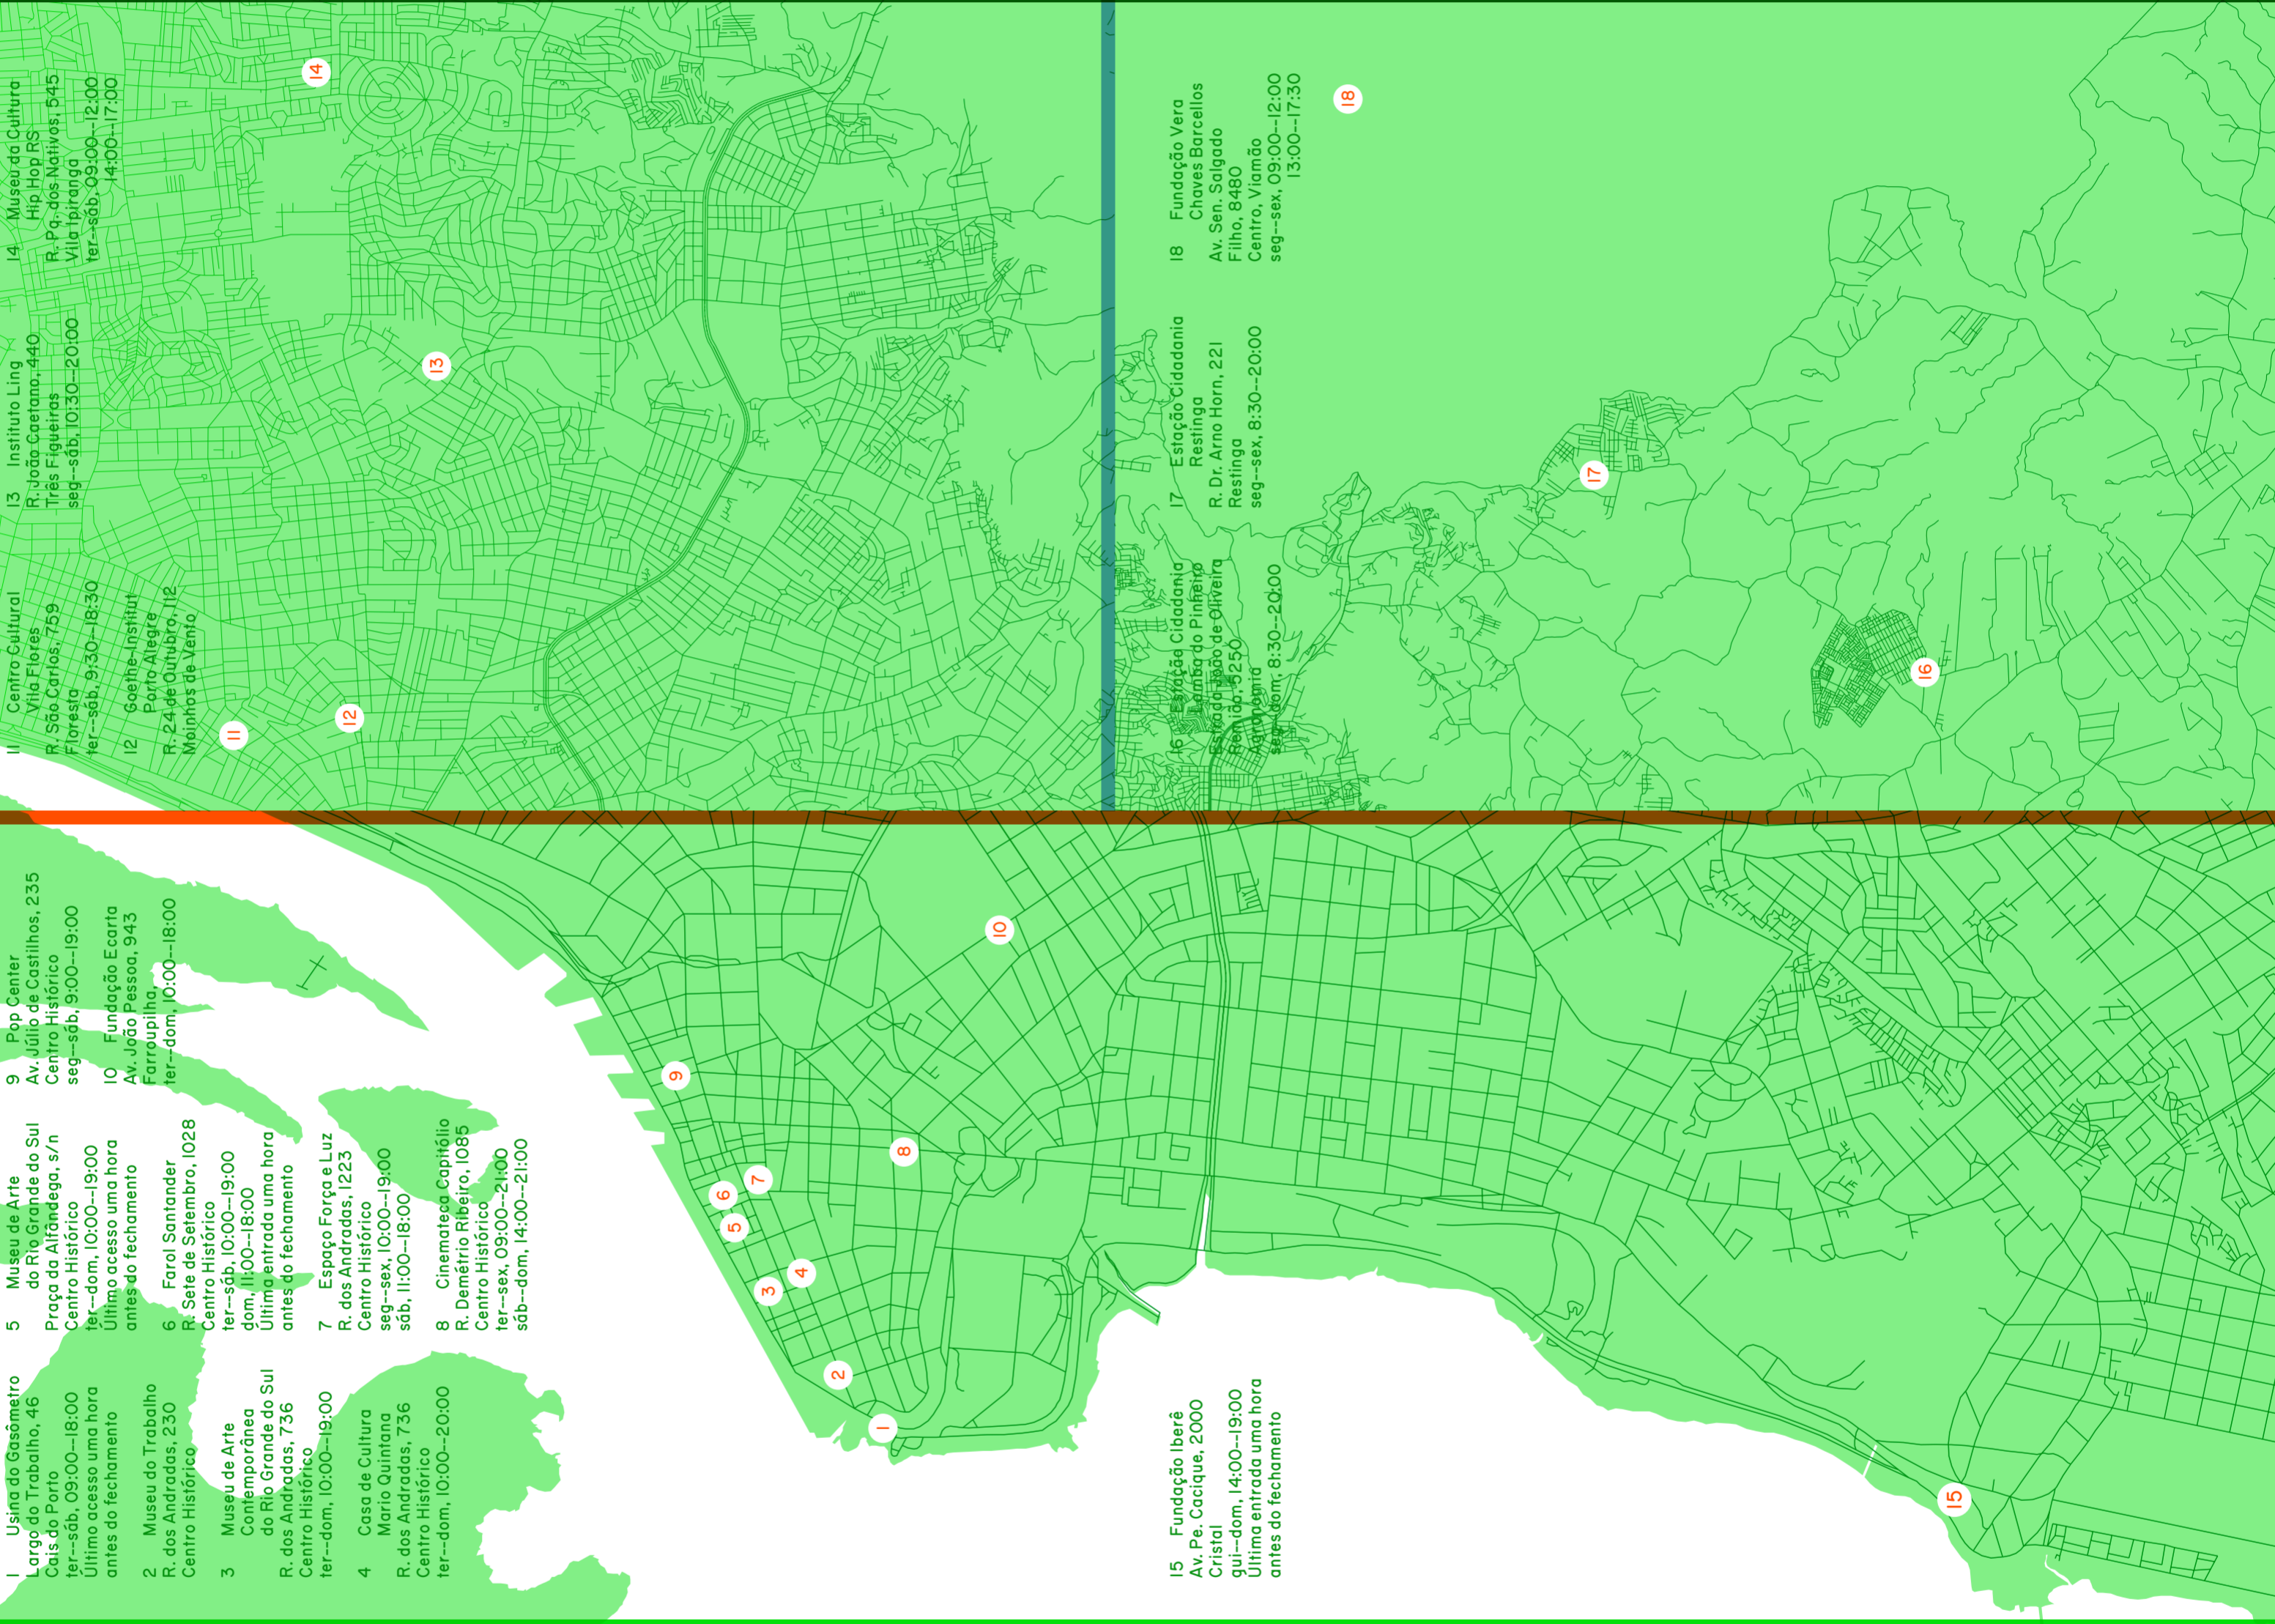 1 Usina do Gasômetro
Largo do Trabalho, 46
Cais do Porto
ter--sáb, 09:00--18:00
Último acesso uma hora
antes do fechamento
2 Museu do Trabalho
R. dos Andradas, 230
Centro Histórico
3 Museu de Arte
Contemporânea
do Rio Grande do Sul
R. dos Andradas, 736
Centro Histórico
ter--dom, 10:00--19:00
4 Casa de Cultura
Mario Quintana
R. dos Andradas, 736
Centro Histórico
ter--dom, 10:00--20:00
5 Museu de Arte
do Rio Grande do Sul
Praça da Alfândega, s/n
Centro Histórico
ter--dom, 10:00--19:00
Último acesso uma hora
antes do fechamento
6 Farol Santander
R. Sete de Setembro, 1028
Centro Histórico
ter--sáb, 10:00--19:00
dom, 11:00--18:00
Última entrada uma hora
antes do fechamento
7 Espaço Força e Luz
R. dos Andradas, 1223
Centro Histórico
seg--sex, 10:00--19:00
sáb, 11:00--18:00
8 Cinemateca Capitólio
R. Demétrio Ribeiro, 1085
Centro Histórico
ter--sex, 09:00--21:00
sáb--dom, 14:00--21:00
9 Pop Center
Av. Júlio de Castilhos, 235
Centro Histórico
seg--sáb, 9:00--19:00
10 Fundação Ecarta
Av. João Pessoa, 943
Farroupilha,
ter--dom, 10:00--18:00
11 Centro Cultural
Vila Flores
R. São Carlos, 759
Floresta
ter--sáb, 9:30--18:30
12 Goethe-Institut
Porto Alegre
R. 24 de Outubro, 112
Moinhos de Vento
13 Instituto Ling
R. João Caetano, 440
Três Figueiras
seg--sáb, 10:30--20:00
14 Museu da Cultura
Hip Hop RS
R. Pq. dos Nativos, 545
Vila Ipiranga
ter--sáb, 09:00--12:00
14:00--17:00
15 Fundação Iberê
Av. Pe. Cacique, 2000
Cristal
qui--dom, 14:00--19:00
Última entrada uma hora
antes do fechamento
16 Estação Cidadania
Lomba do Pinheiro
Estrada João de Oliveira
Remião, 5250
Agronomia
seg--dom, 8:30--20:00
17 Estação Cidadania
Restinga
R. Dr. Arno Horn, 221
Restinga
seg--sex, 8:30--20:00
18 Fundação Vera
Chaves Barcellos
Av. Sen. Salgado
Filho, 8480
Centro, Viamão
seg--sex, 09:00--12:00
13:00--17:30
1
2
3
4
5
6
7
8
9
10
11
12
13
14
15
16
17
18